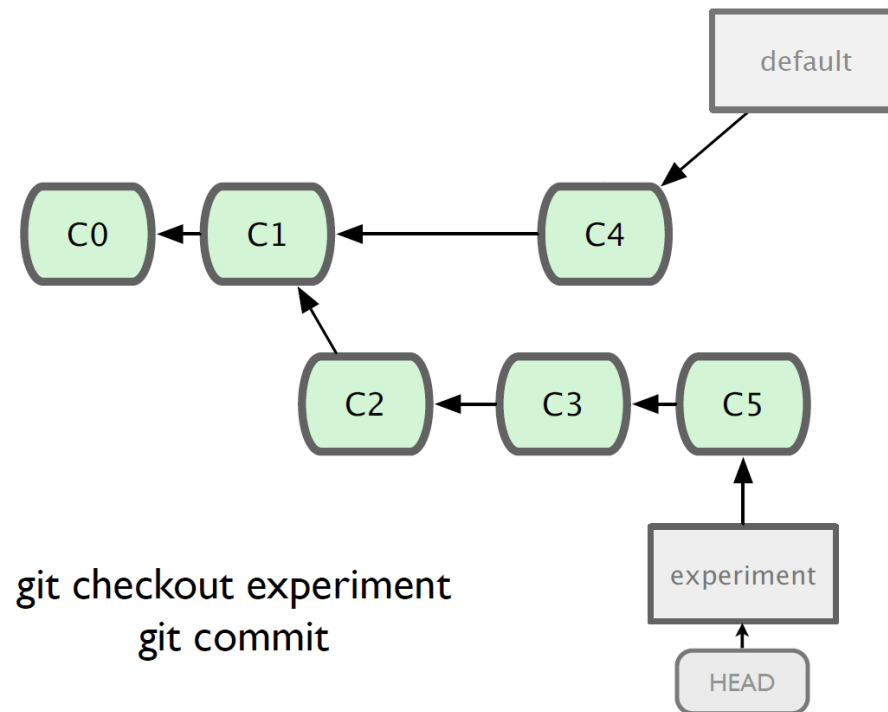 default
C0
C1
C4
C2
C3
C5
experiment
HEAD
git checkout experiment
git commit